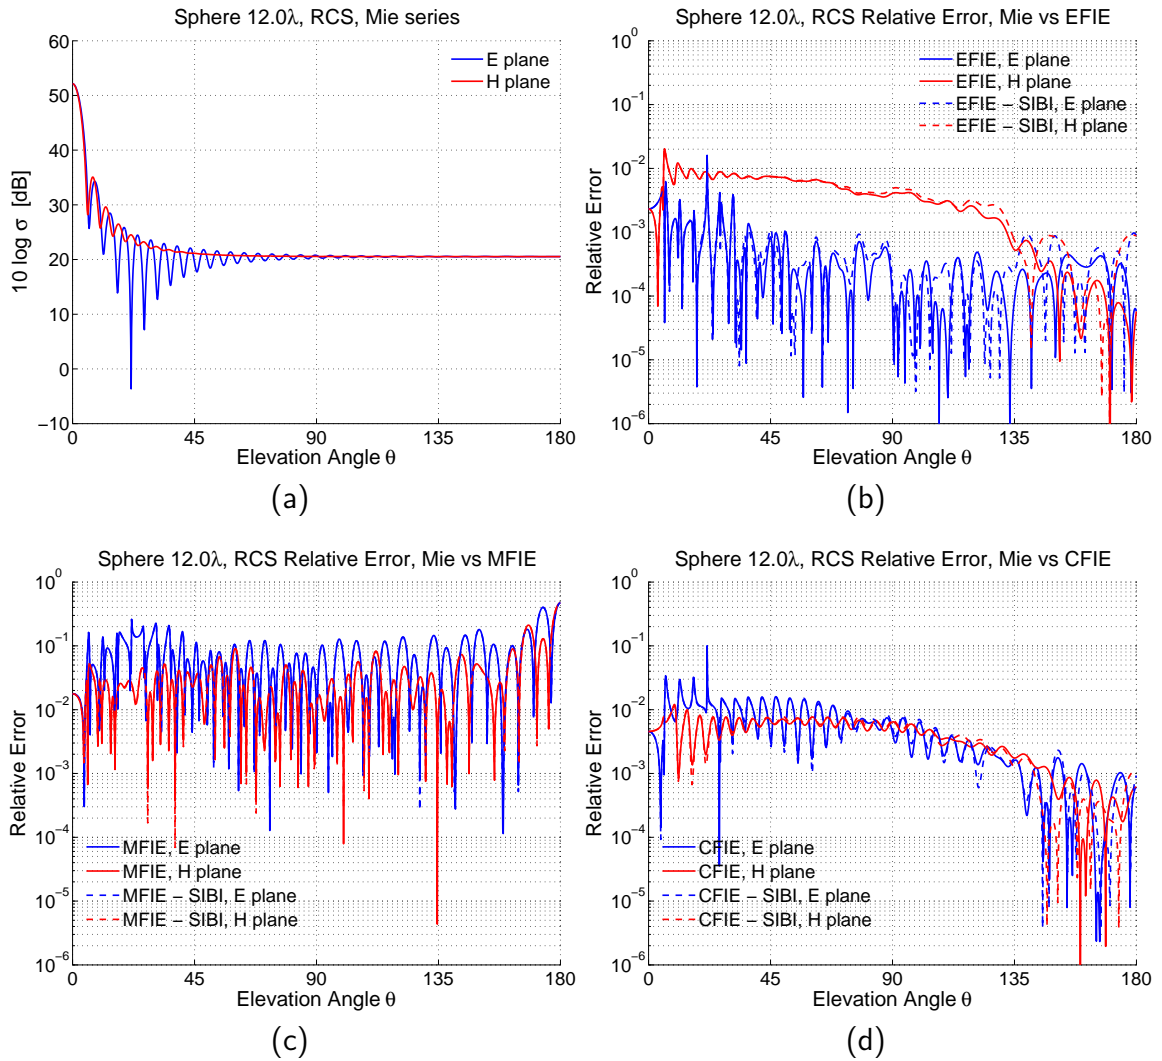 Sphere 12.0λ, RCS, Mie series
60
50
40
30
20
10
0
−10
0
45
90
135
180
10 log σ [dB]
Elevation Angle θ
E plane
H plane
(a)
Sphere 12.0λ, RCS Relative Error, Mie vs EFIE
10^0
10^−1
10^−2
10^−3
10^−4
10^−5
10^−6
0
45
90
135
180
Relative Error
Elevation Angle θ
EFIE, E plane
EFIE, H plane
EFIE − SIBI, E plane
EFIE − SIBI, H plane
(b)
Sphere 12.0λ, RCS Relative Error, Mie vs MFIE
10^0
10^−1
10^−2
10^−3
10^−4
10^−5
10^−6
0
45
90
135
180
Relative Error
Elevation Angle θ
MFIE, E plane
MFIE, H plane
MFIE − SIBI, E plane
MFIE − SIBI, H plane
(c)
Sphere 12.0λ, RCS Relative Error, Mie vs CFIE
10^0
10^−1
10^−2
10^−3
10^−4
10^−5
10^−6
0
45
90
135
180
Relative Error
Elevation Angle θ
CFIE, E plane
CFIE, H plane
CFIE − SIBI, E plane
CFIE − SIBI, H plane
(d)